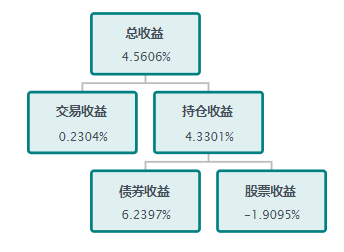 总收益
4.5606%
交易收益
0.2304%
持仓收益
4.3301%
债券收益
6.2397%
股票收益
-1.9095%